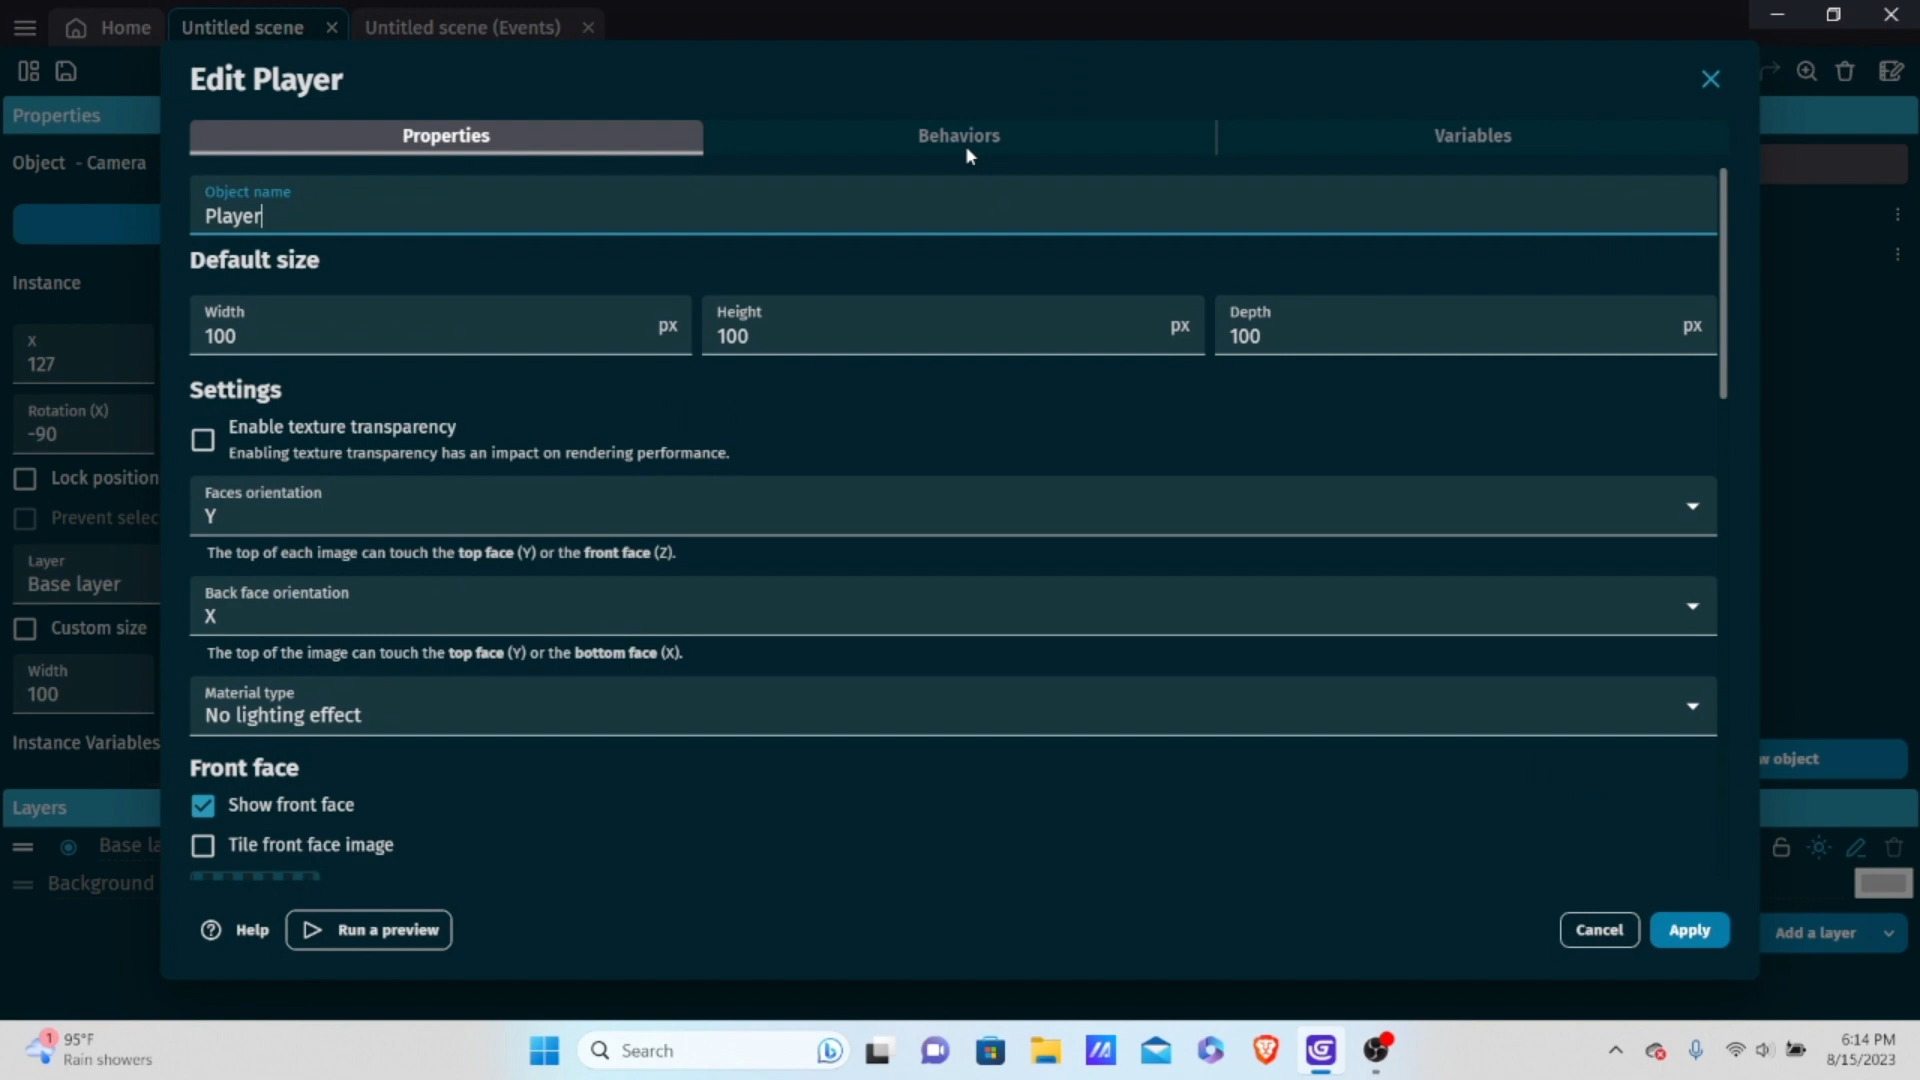 Home
Untitled scene
Untitled scene (Events)
Edit Player
Properties
Properties
Behaviors
Variables
Object - Camera
Object name
Player
Default size
Width
100
px
Height
100
px
Depth
100
px
Instance
X
127
Settings
Rotation (X)
-90
Enable texture transparency
Enabling texture transparency has an impact on rendering performance.
Lock position
Prevent selec
Faces orientation
Y
The top of each image can touch the top face (Y) or the front face (Z).
Layer
Base layer
Back face orientation
X
Custom size
The top of the image can touch the top face (Y) or the bottom face (X).
Width
100
Material type
No lighting effect
Instance Variables
Front face
w object
Layers
Show front face
Base la
Tile front face image
Background
Help
Run a preview
Cancel
Apply
Add a layer
1
95°F
Rain showers
Search
6:14 PM
8/15/2023